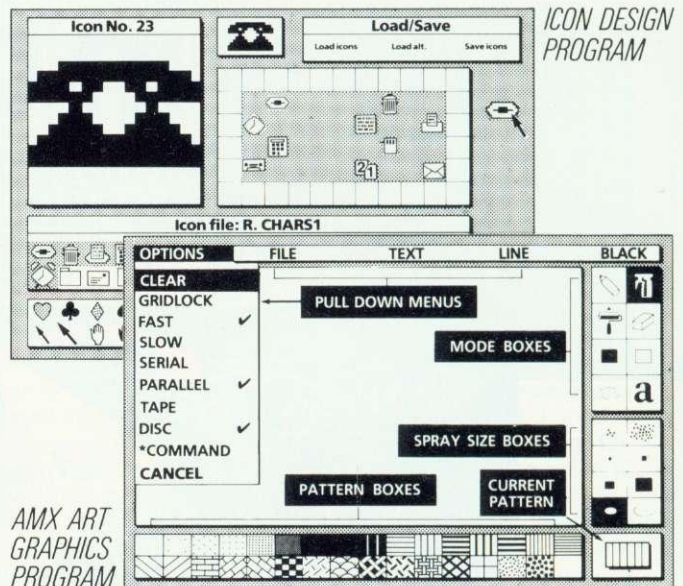 ICON DESIGN
PROGRAM
Icon No. 23
Load/Save
Load icons Load alt. Save icons
21
Icon file: R. CHARS1
OPTIONS FILE TEXT LINE BLACK
CLEAR
GRIDLOCK
FAST ✔
SLOW
SERIAL
PARALLEL ✔
TAPE
DISC ✔
*COMMAND
CANCEL
PULL DOWN MENUS
MODE BOXES
a
SPRAY SIZE BOXES
PATTERN BOXES
CURRENT
PATTERN
AMX ART
GRAPHICS
PROGRAM